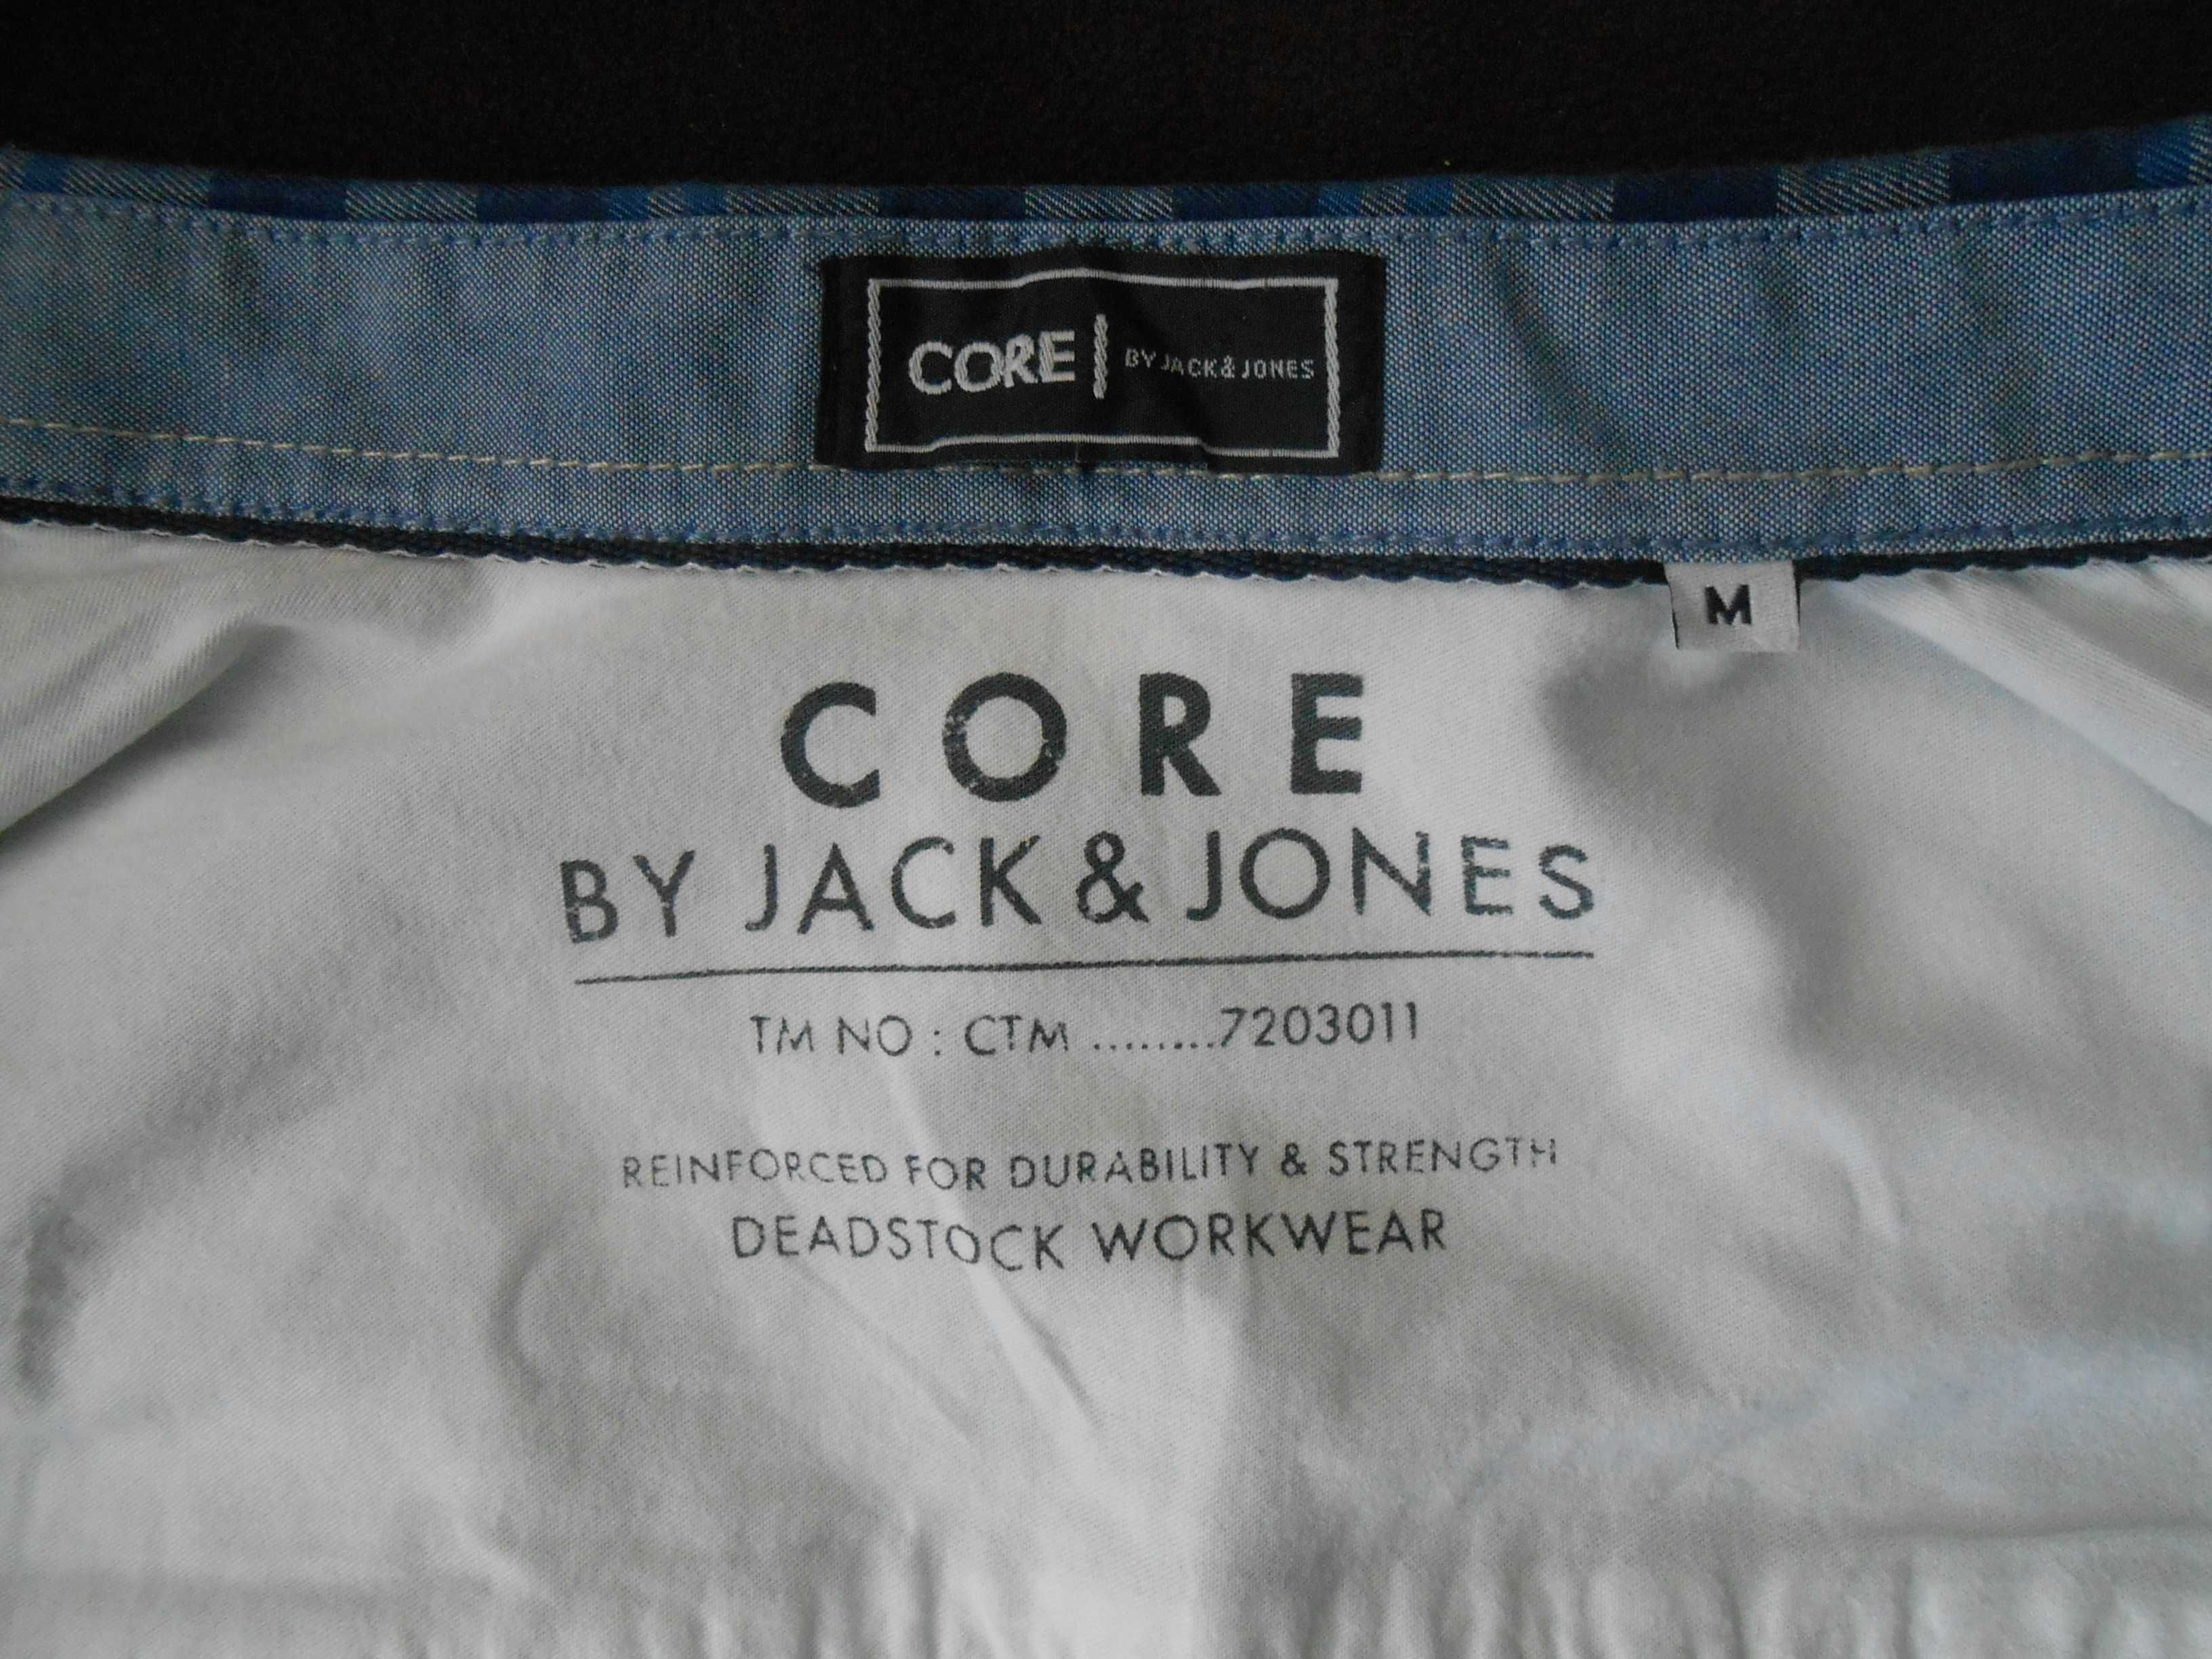 CORE | BY JACK & JONES
M
CORE
BY JACK & JONES
TM NO : CTM ........7203011
REINFORCED FOR DURABILITY & STRENGTH
DEADSTOCK WORKWEAR